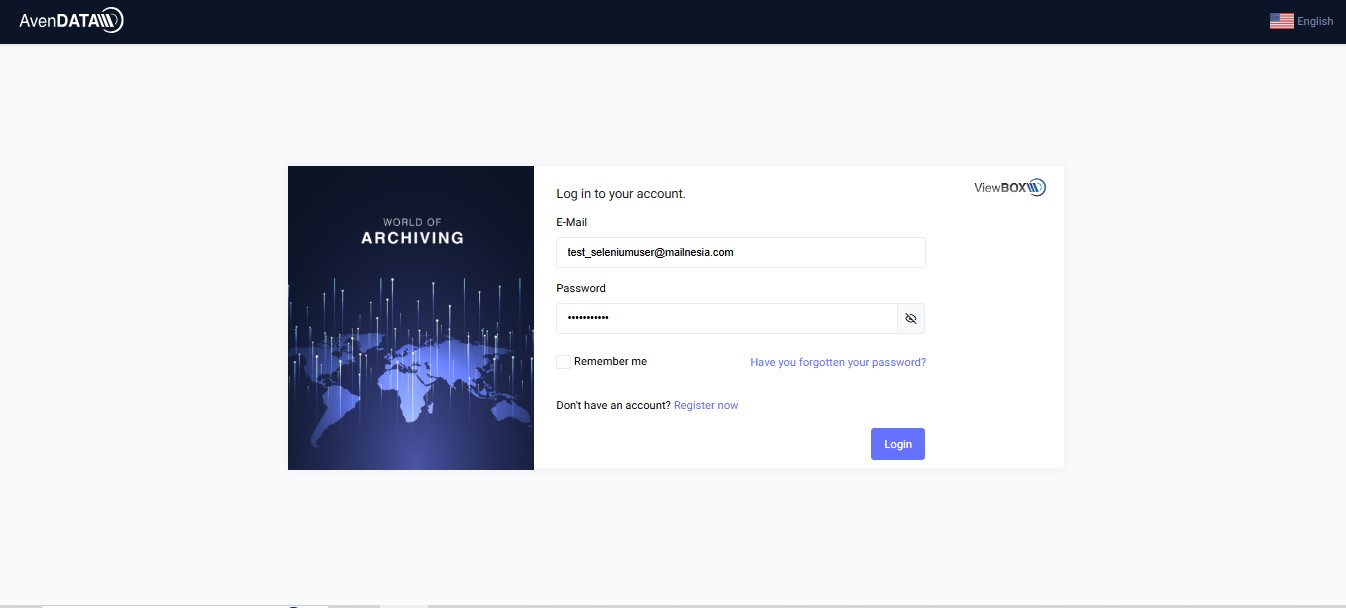 AvenDATA
English
WORLD OF
ARCHIVING
Log in to your account.
ViewBOX
E-Mail
test_seleniumuser@mailnesia.com
Password
•••••••••••
Remember me
Have you forgotten your password?
Don't have an account? Register now
Login